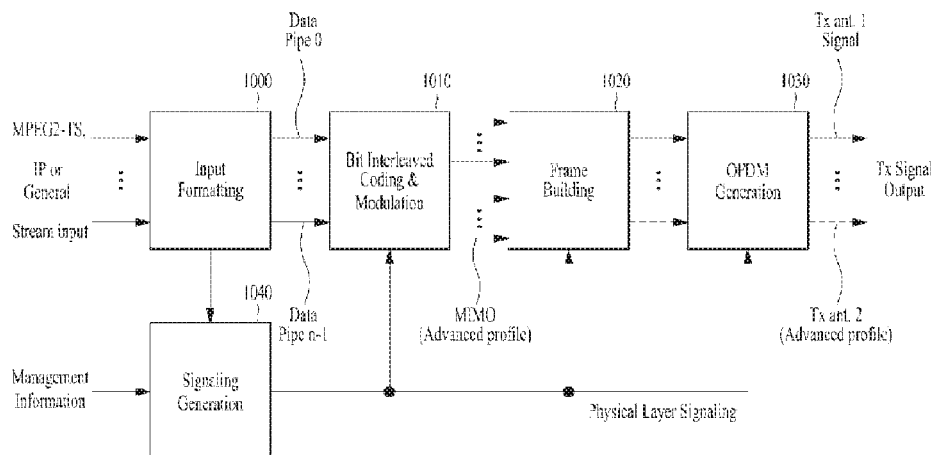 Data
Pipe 0
Tx ant. 1
Signal
1000
1010
1020
1030
MPEG2-TS,
IP or
General
Stream input
Input
Formatting
Bit Interleaved
Coding &
Modulation
Frame
Building
OFDM
Generation
Tx Signal
Output
1040
Data
Pipe n-1
MIMO
(Advanced profile)
Tx ant. 2
(Advanced profile)
Management
Information
Signaling
Generation
Physical Layer Signaling